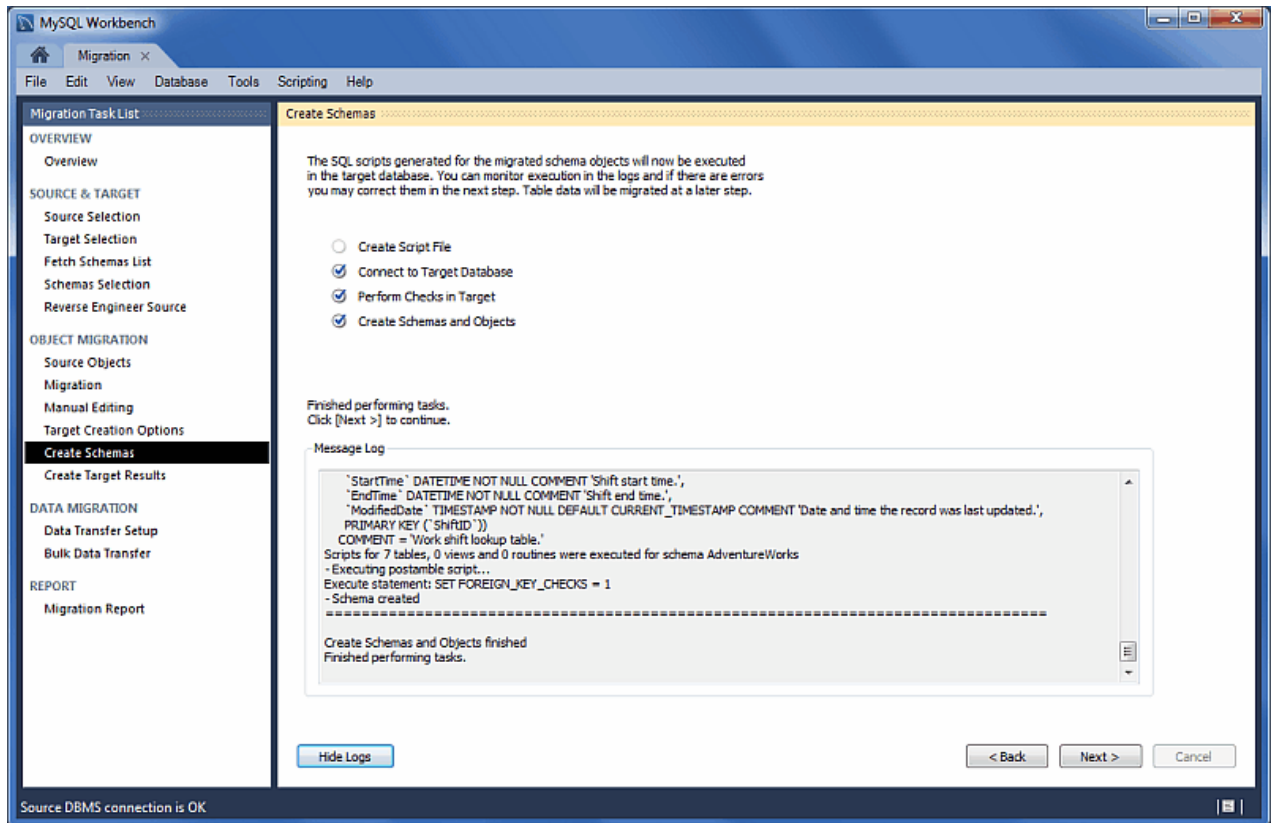 MySQL Workbench
Migration
File Edit View Database Tools Scripting Help
Migration Task List
OVERVIEW
Overview
SOURCE & TARGET
Source Selection
Target Selection
Fetch Schemas List
Schemas Selection
Reverse Engineer Source
OBJECT MIGRATION
Source Objects
Migration
Manual Editing
Target Creation Options
Create Schemas
Create Target Results
DATA MIGRATION
Data Transfer Setup
Bulk Data Transfer
REPORT
Migration Report
Create Schemas
The SQL scripts generated for the migrated schema objects will now be executed
in the target database. You can monitor execution in the logs and if there are errors
you may correct them in the next step. Table data will be migrated at a later step.
Create Script File
Connect to Target Database
Perform Checks in Target
Create Schemas and Objects
Finished performing tasks.
Click [Next >] to continue.
Message Log
`StartTime` DATETIME NOT NULL COMMENT 'Shift start time.',
`EndTime` DATETIME NOT NULL COMMENT 'Shift end time.',
`ModifiedDate` TIMESTAMP NOT NULL DEFAULT CURRENT_TIMESTAMP COMMENT 'Date and time the record was last updated.',
PRIMARY KEY (`ShiftID`))
COMMENT = 'Work shift lookup table.'
Scripts for 7 tables, 0 views and 0 routines were executed for schema AdventureWorks
- Executing postamble script...
Execute statement: SET FOREIGN_KEY_CHECKS = 1
- Schema created
================================================================================
Create Schemas and Objects finished
Finished performing tasks.
Hide Logs
< Back Next > Cancel
Source DBMS connection is OK